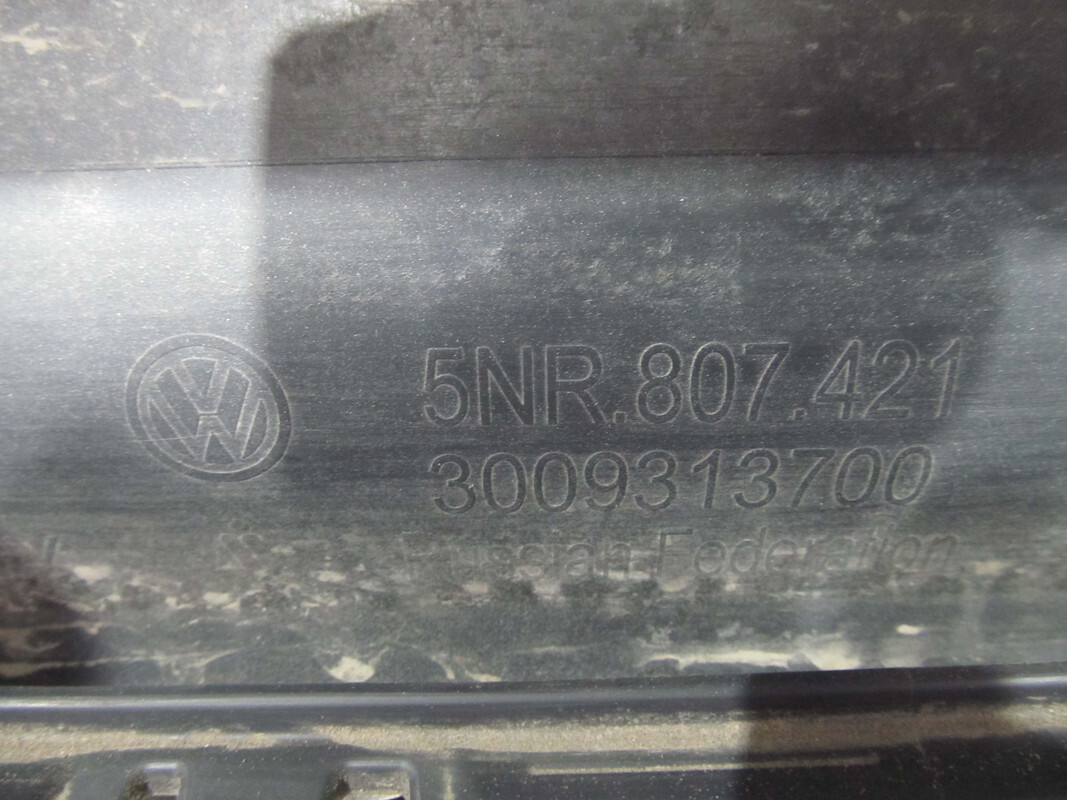 5NR.807.421
3009313700
Russian Federation